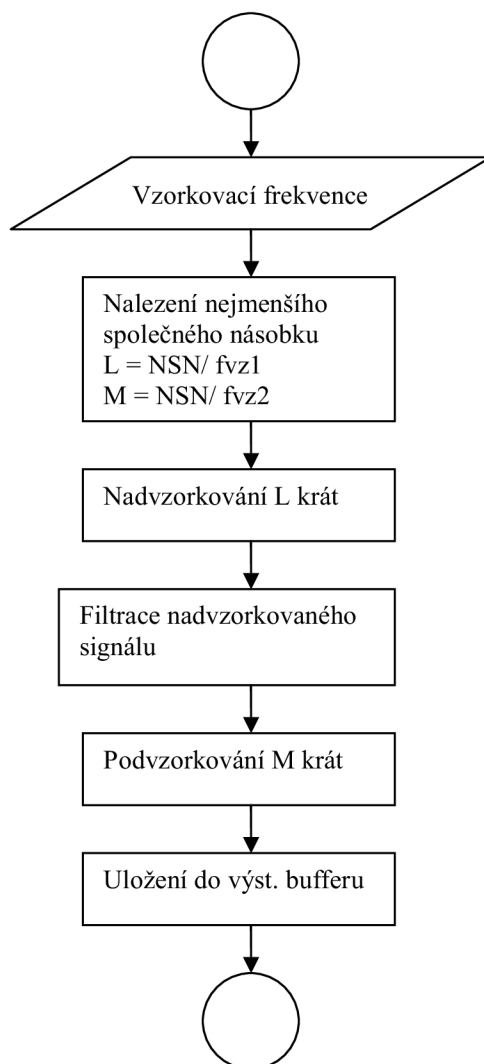 Vzorkovací frekvence
Nalezení nejmenšího
společného násobku
L = NSN/ fvz1
M = NSN/ fvz2
Nadvzorkování L krát
Filtrace nadvzorkovaného
signálu
Podvzorkování M krát
Uložení do výst. bufferu